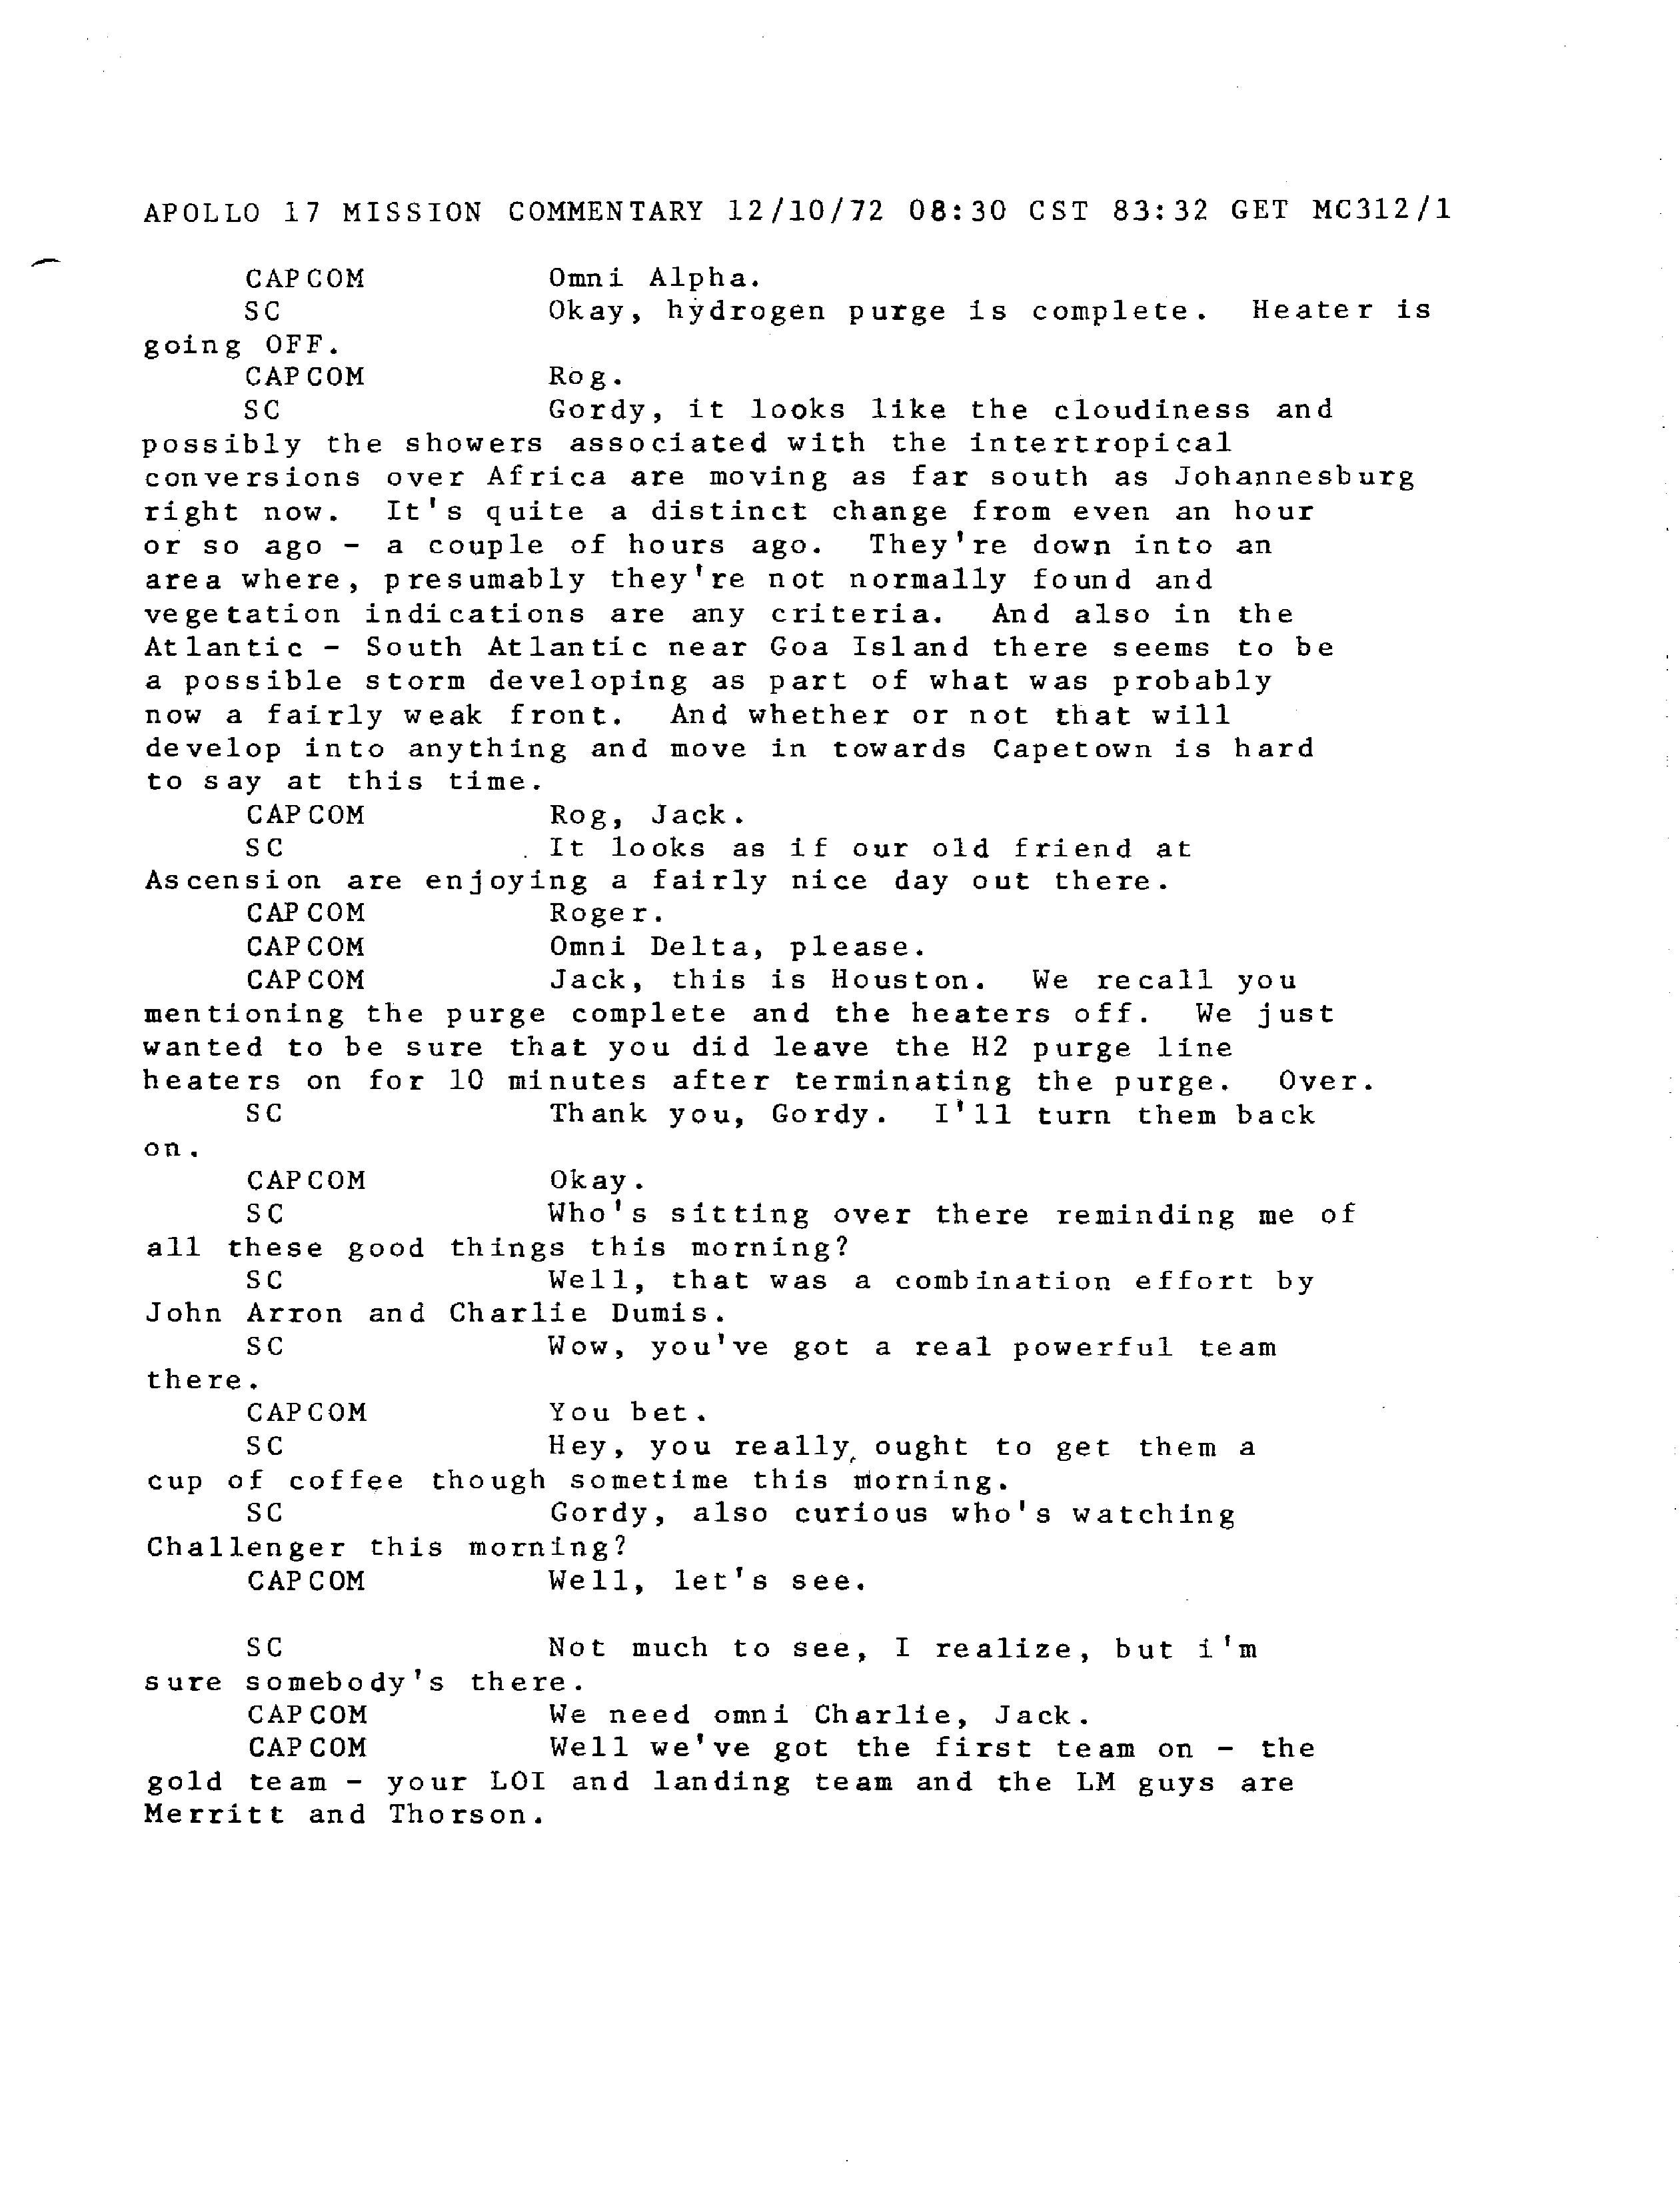 APOLLO 17 MISSION COMMENTARY 12/10/72 08:30 CST 83:32 GET MC312/1
CAPCOM Omni Alpha.
SC Okay, hydrogen purge is complete. Heater is
going OFF.
CAPCOM Rog.
SC Gordy, it looks like the cloudiness and
possibly the showers associated with the intertropical
conversions over Africa are moving as far south as Johannesburg
right now. It's quite a distinct change from even an hour
or so ago - a couple of hours ago. They're down into an
area where, presumably they're not normally found and
vegetation indications are any criteria. And also in the
Atlantic - South Atlantic near Goa Island there seems to be
a possible storm developing as part of what was probably
now a fairly weak front. And whether or not that will
develop into anything and move in towards Capetown is hard
to say at this time.
CAPCOM Rog, Jack.
SC It looks as if our old friend at
Ascension are enjoying a fairly nice day out there.
CAPCOM Roger.
CAPCOM Omni Delta, please.
CAPCOM Jack, this is Houston. We recall you
mentioning the purge complete and the heaters off. We just
wanted to be sure that you did leave the H2 purge line
heaters on for 10 minutes after terminating the purge. Over.
SC Thank you, Gordy. I'll turn them back
on.
CAPCOM Okay.
SC Who's sitting over there reminding me of
all these good things this morning?
SC Well, that was a combination effort by
John Arron and Charlie Dumis.
SC Wow, you've got a real powerful team
there.
CAPCOM You bet.
SC Hey, you really, ought to get them a
cup of coffee though sometime this morning.
SC Gordy, also curious who's watching
Challenger this morning?
CAPCOM Well, let's see.
SC Not much to see, I realize, but i'm
sure somebody's there.
CAPCOM We need omni Charlie, Jack.
CAPCOM Well we've got the first team on - the
gold team - your LOI and landing team and the LM guys are
Merritt and Thorson.